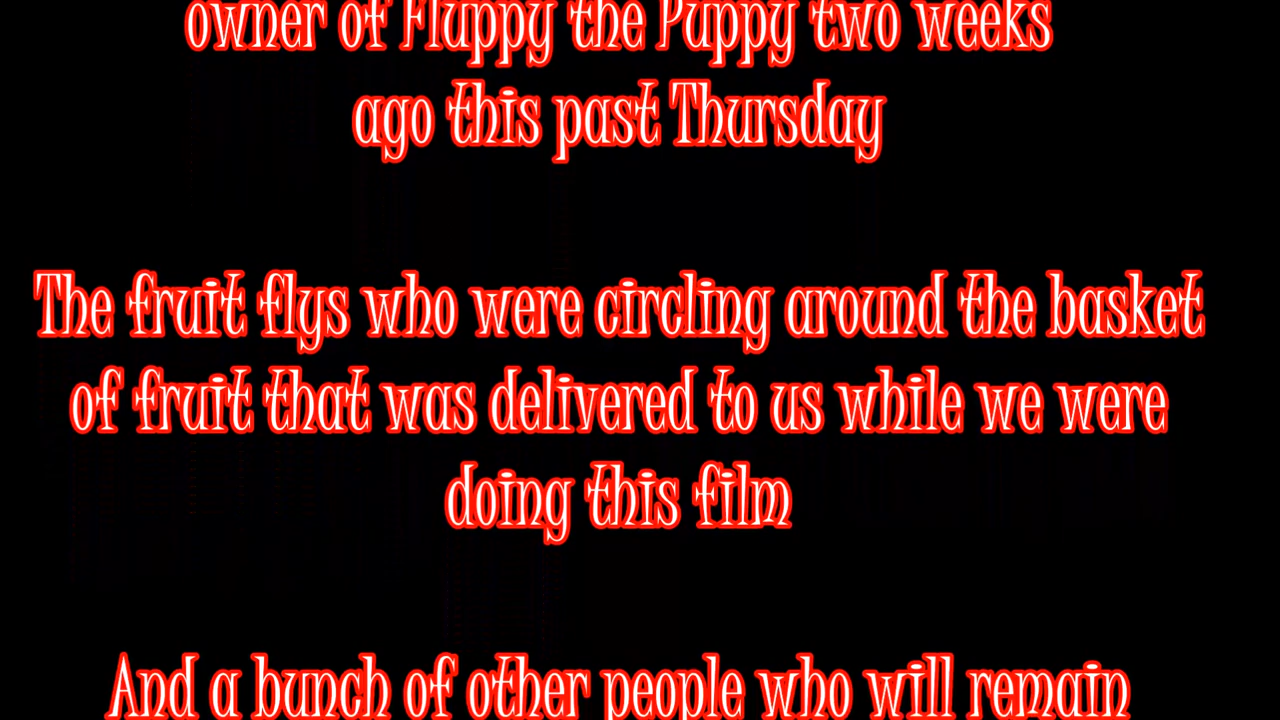 owner of Fluppy the Puppy two weeks
ago this past Thursday
The fruit flys who were circling around the basket
of fruit that was delivered to us while we were
doing this film
And a bunch of other people who will remain